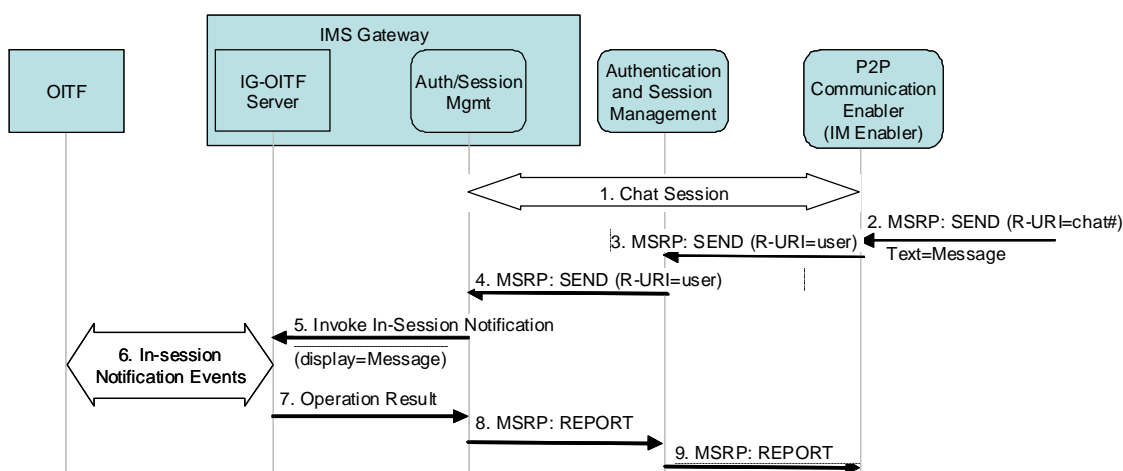 IMS Gateway
OITF
IG-OITF
Server
Auth/Session
Mgmt
Authentication
and Session
Management
P2P
Communication
Enabler
(IM Enabler)
1. Chat Session
2. MSRP: SEND (R-URI=chat#)
Text=Message
3. MSRP: SEND (R-URI=user)
4. MSRP: SEND (R-URI=user)
5. Invoke In-Session Notification
(display=Message)
6. In-session
Notification Events
7. Operation Result
8. MSRP: REPORT
9. MSRP: REPORT